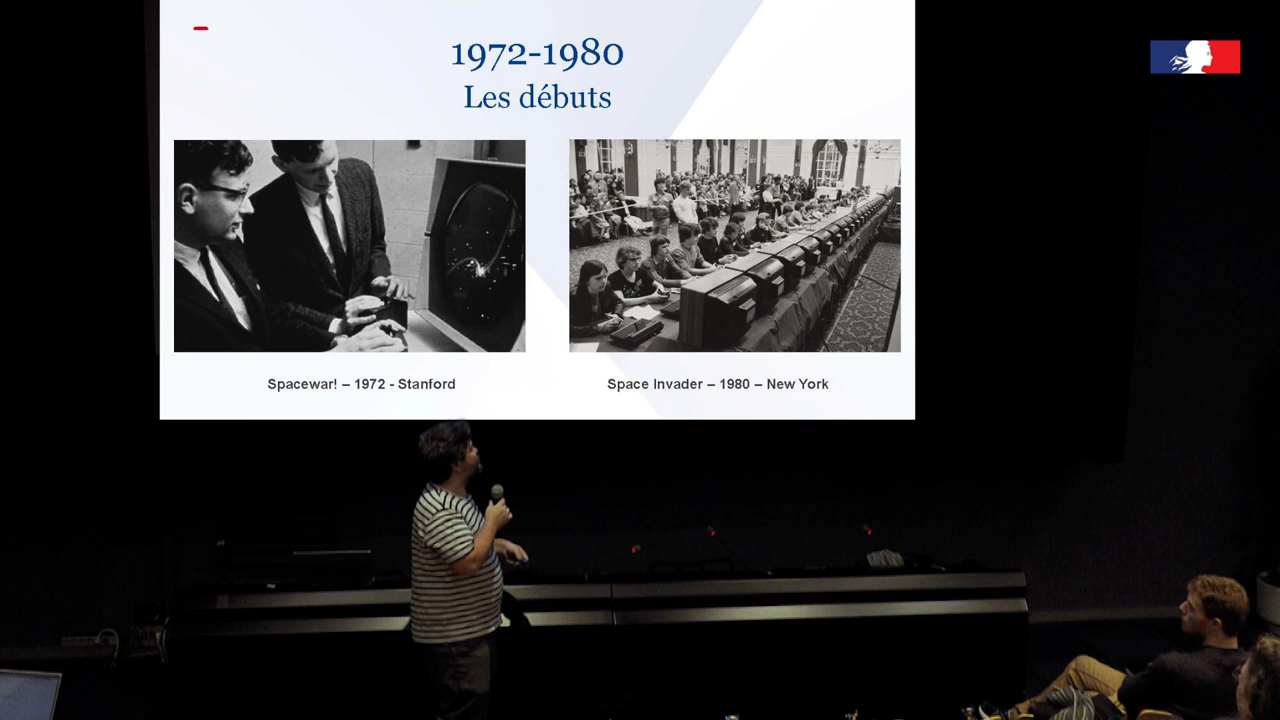 1972-1980
Les débuts
Spacewar! – 1972 - Stanford
Space Invader – 1980 – New York